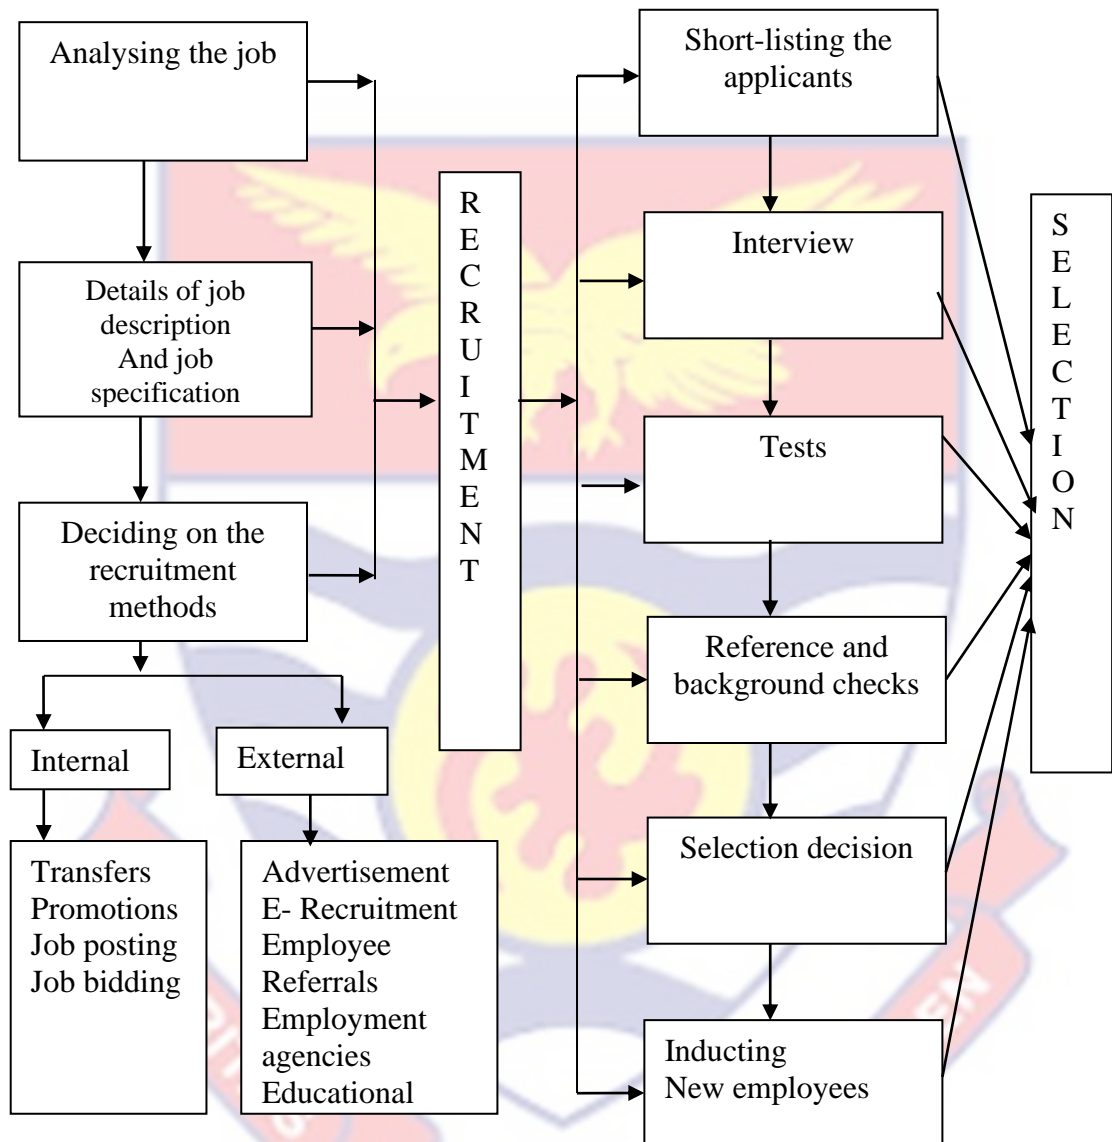 Analysing the job
Details of job
description
And job
specification
Deciding on the
recruitment
methods
Internal
External
Transfers
Promotions
Job posting
Job bidding
Advertisement
E- Recruitment
Employee
Referrals
Employment
agencies
Educational
R
E
C
R
U
I
T
M
E
N
T
Short-listing the
applicants
Interview
Tests
Reference and
background checks
Selection decision
Inducting
New employees
S
E
L
E
C
T
I
O
N